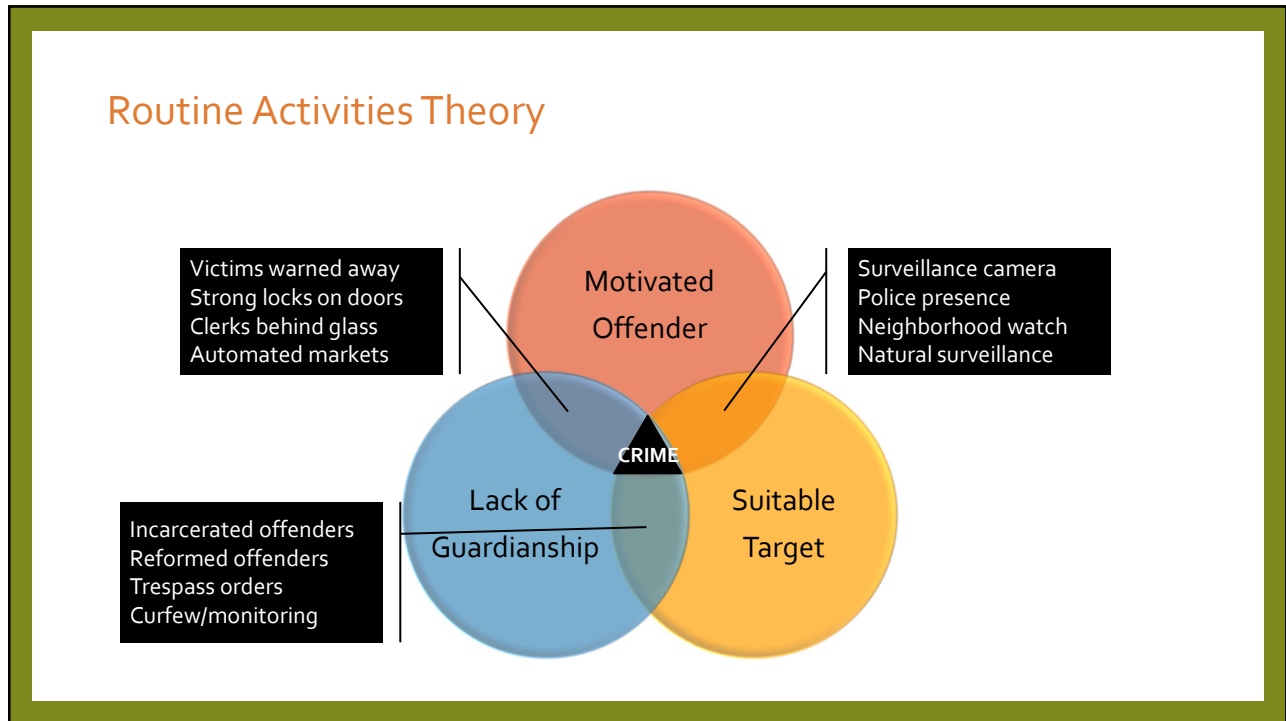 Routine Activities Theory
Victims warned away
Strong locks on doors
Clerks behind glass
Automated markets
Motivated
Offender
Surveillance camera
Police presence
Neighborhood watch
Natural surveillance
CRIME
Lack of
Guardianship
Suitable
Target
Incarcerated offenders
Reformed offenders
Trespass orders
Curfew/monitoring